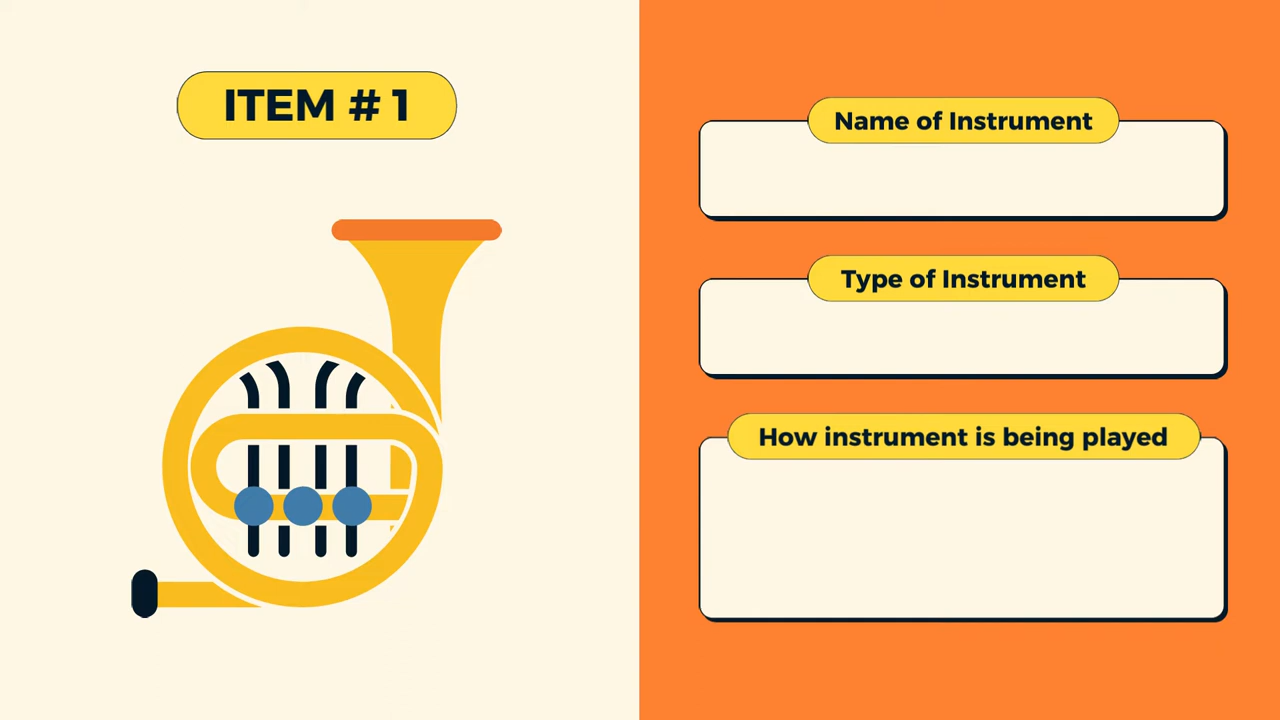 ITEM # 1
Name of Instrument
Type of Instrument
How instrument is being played